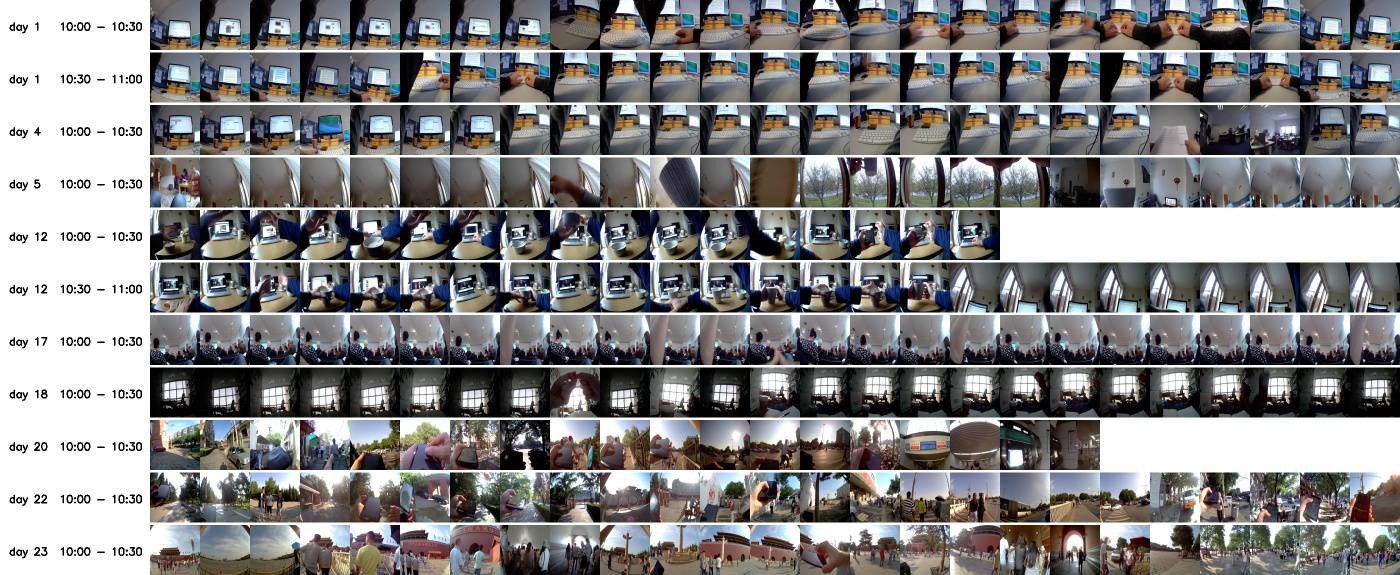 day 1 10:00 – 10:30
day 1 10:30 – 11:00
day 4 10:00 – 10:30
day 5 10:00 – 10:30
day 12 10:00 – 10:30
day 12 10:30 – 11:00
day 17 10:00 – 10:30
day 18 10:00 – 10:30
day 20 10:00 – 10:30
day 22 10:00 – 10:30
day 23 10:00 – 10:30